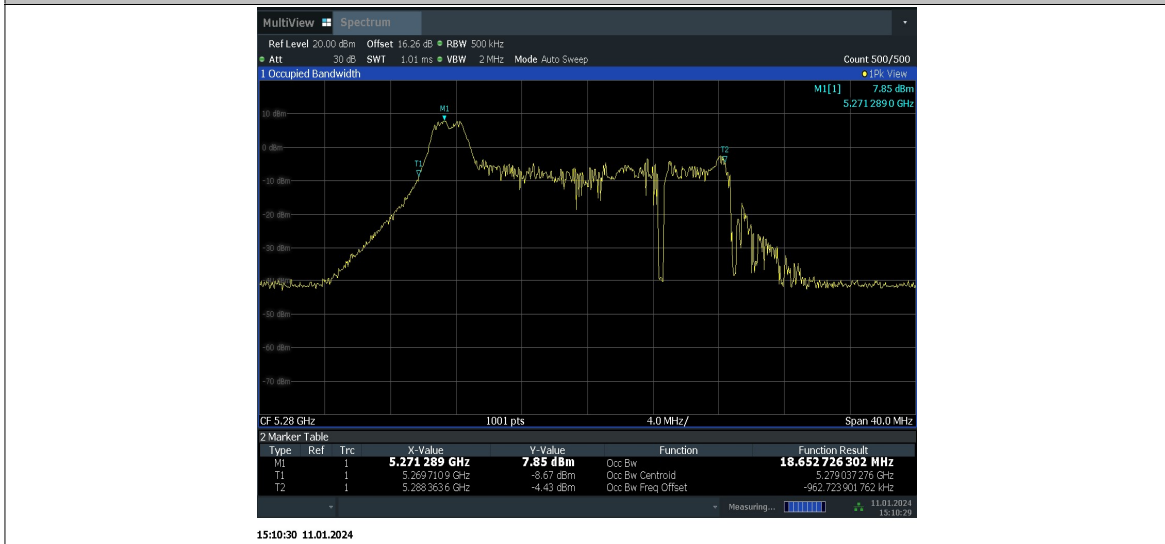 MultiView Spectrum
Ref Level 20.00 dBm Offset 16.26 dB RBW 500 kHz
Att 30 dB SWT 1.01 ms VBW 2 MHz Mode Auto Sweep Count 500/500
1 Occupied Bandwidth 1Pk View
M1[1] 7.85 dBm
5.271 289 0 GHz
M1
10 dBm
0 dBm
T2
T1
-10 dBm
-20 dBm
-30 dBm
-50 dBm
-60 dBm
-70 dBm
CF 5.28 GHz 1001 pts 4.0 MHz/ Span 40.0 MHz
2 Marker Table
Type Ref Trc X-Value Y-Value Function Function Result
M1 1 5.271 289 GHz 7.85 dBm Occ Bw 18.652 726 302 MHz
T1 1 5.269 710 9 GHz -8.67 dBm Occ Bw Centroid 5.279 037 276 GHz
T2 1 5.288 363 6 GHz -4.43 dBm Occ Bw Freq Offset -962.723 901 762 kHz
Measuring... 11.01.2024
15:10:29
15:10:30 11.01.2024